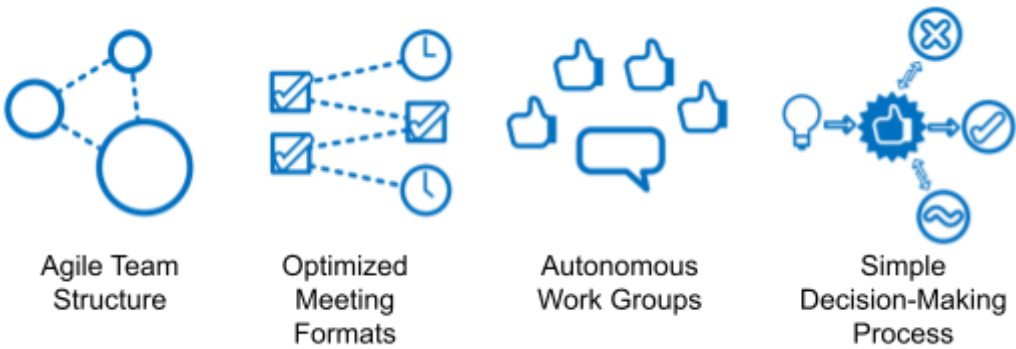 Agile Team
Structure
Optimized
Meeting
Formats
Autonomous
Work Groups
Simple
Decision-Making
Process